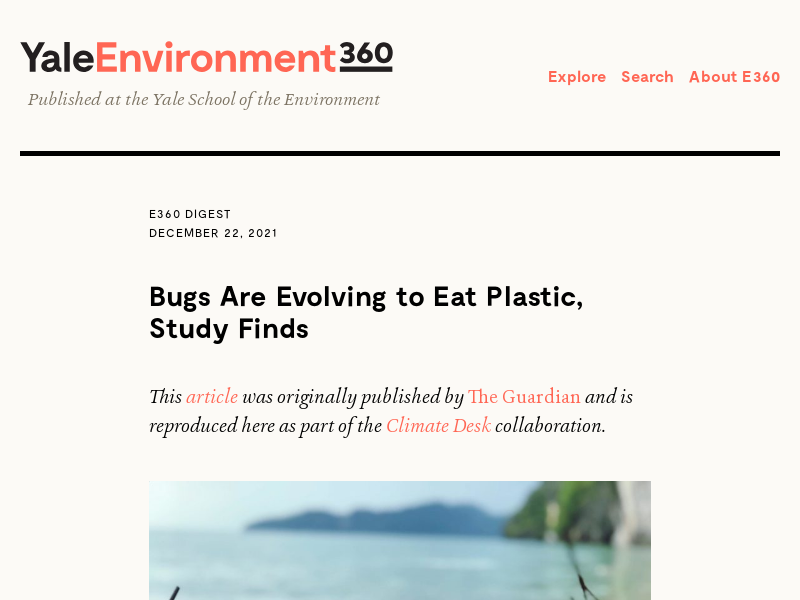 YaleEnvironment360
Published at the Yale School of the Environment
Explore Search About E360
E360 DIGEST
DECEMBER 22, 2021
Bugs Are Evolving to Eat Plastic,
Study Finds
This article was originally published by The Guardian and is
reproduced here as part of the Climate Desk collaboration.